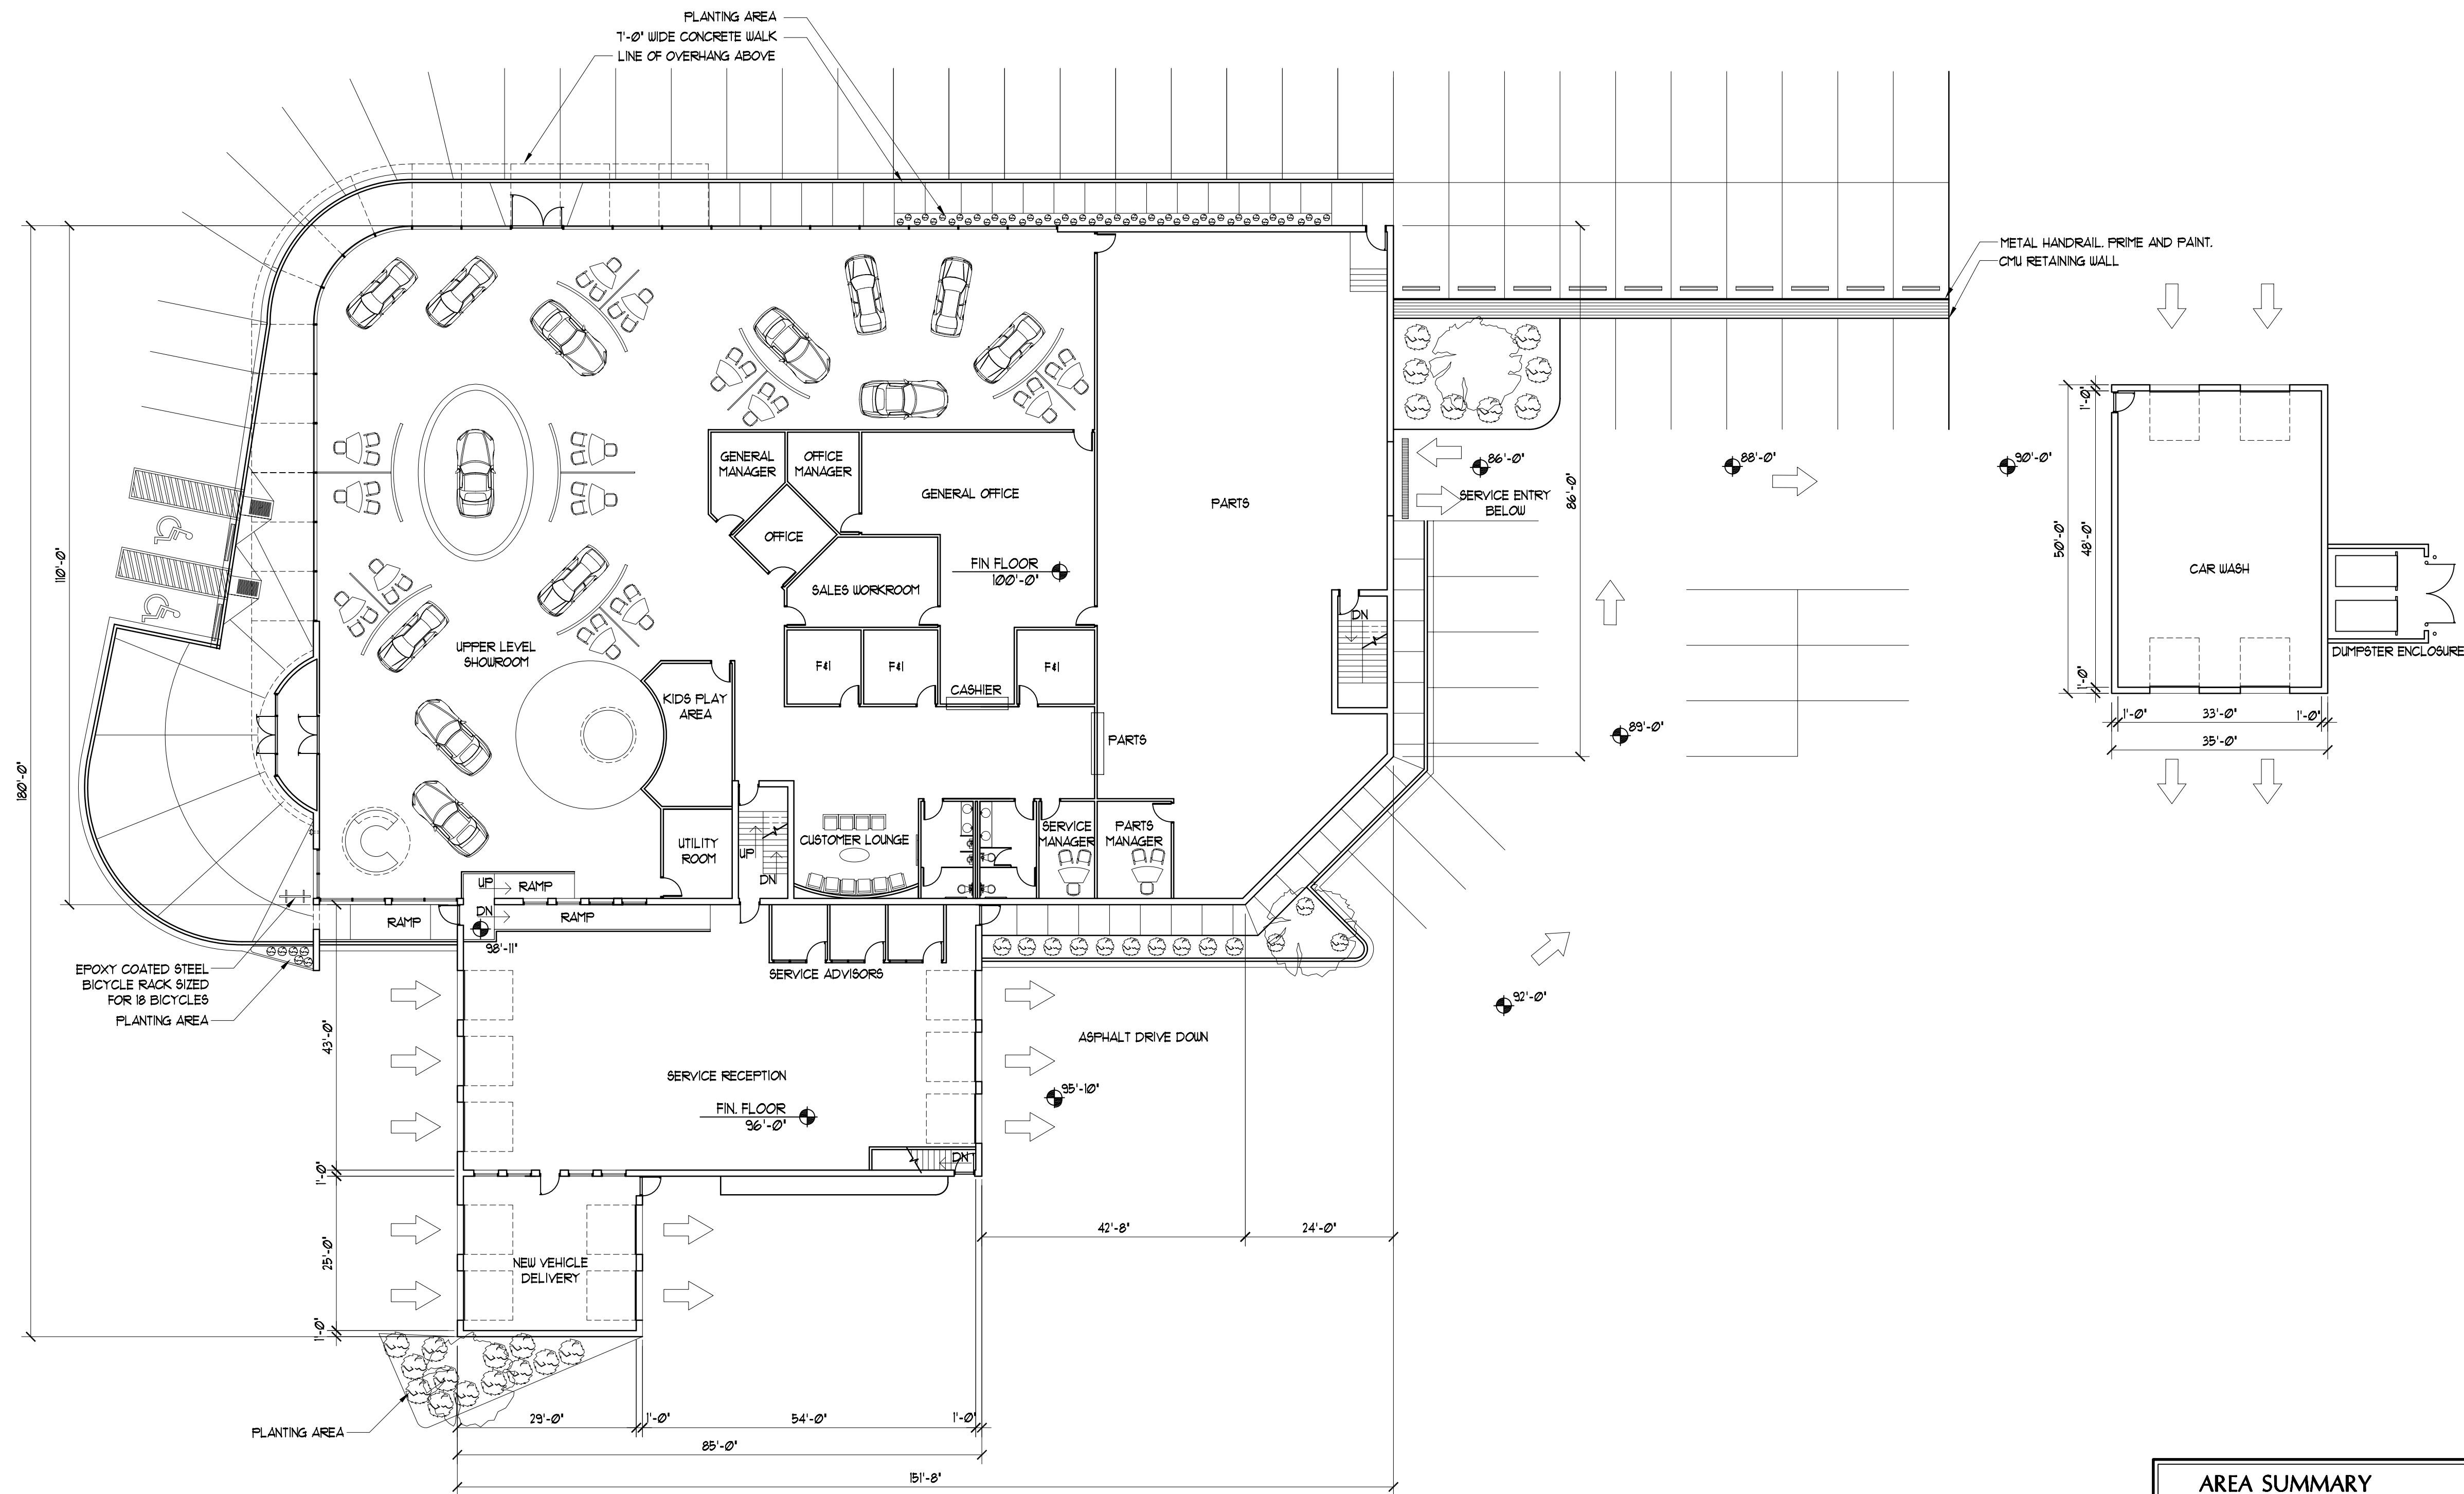 PLANTING AREA
7'-0" WIDE CONCRETE WALK
LINE OF OVERHANG ABOVE
METAL HANDRAIL. PRIME AND PAINT.
CMU RETAINING WALL
GENERAL
MANAGER
OFFICE
MANAGER
GENERAL OFFICE
OFFICE
SALES WORKROOM
FIN FLOOR
100'-0"
PARTS
86'-0"
SERVICE ENTRY
BELOW
86'-0"
88'-0"
90'-0"
1'-0"
50'-0"
48'-0"
1'-0"
CAR WASH
DUMPSTER ENCLOSURE
1'-0"
33'-0"
1'-0"
35'-0"
110'-0"
180'-0"
UPPER LEVEL
SHOWROOM
F&I
F&I
F&I
CASHIER
KIDS PLAY
AREA
PARTS
DN
89'-0"
UTILITY
ROOM
UP
DN
CUSTOMER LOUNGE
SERVICE
MANAGER
PARTS
MANAGER
UP
RAMP
DN
RAMP
RAMP
98'-11"
SERVICE ADVISORS
EPOXY COATED STEEL
BICYCLE RACK SIZED
FOR 18 BICYCLES
PLANTING AREA
92'-0"
43'-0"
ASPHALT DRIVE DOWN
SERVICE RECEPTION
95'-10"
FIN. FLOOR
96'-0"
DN
1'-0"
25'-0"
1'-0"
NEW VEHICLE
DELIVERY
42'-8"
24'-0"
PLANTING AREA
29'-0"
1'-0"
54'-0"
1'-0"
85'-0"
151'-8"
AREA SUMMARY